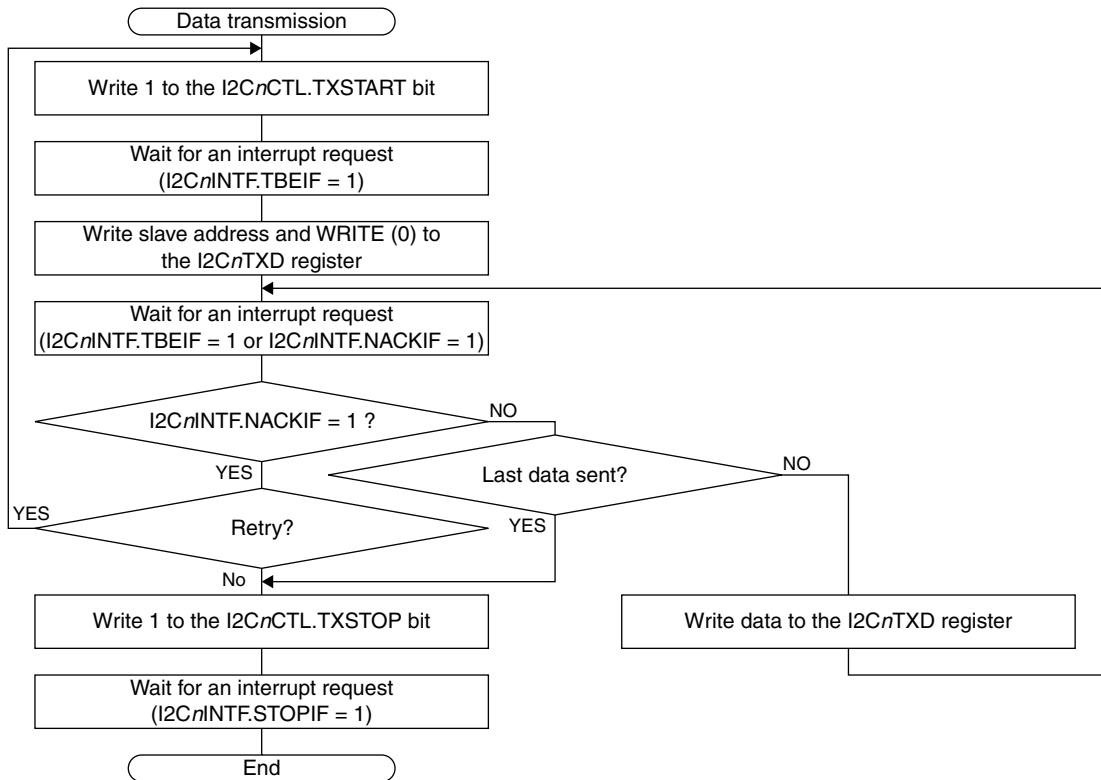 Data transmission
Write 1 to the I2CnCTL.TXSTART bit
Wait for an interrupt request
(I2CnINTF.TBEIF = 1)
Write slave address and WRITE (0) to
the I2CnTXD register
Wait for an interrupt request
(I2CnINTF.TBEIF = 1 or I2CnINTF.NACKIF = 1)
I2CnINTF.NACKIF = 1 ?
NO
YES
Last data sent?
NO
YES
Retry?
YES
No
Write 1 to the I2CnCTL.TXSTOP bit
Write data to the I2CnTXD register
Wait for an interrupt request
(I2CnINTF.STOPIF = 1)
End